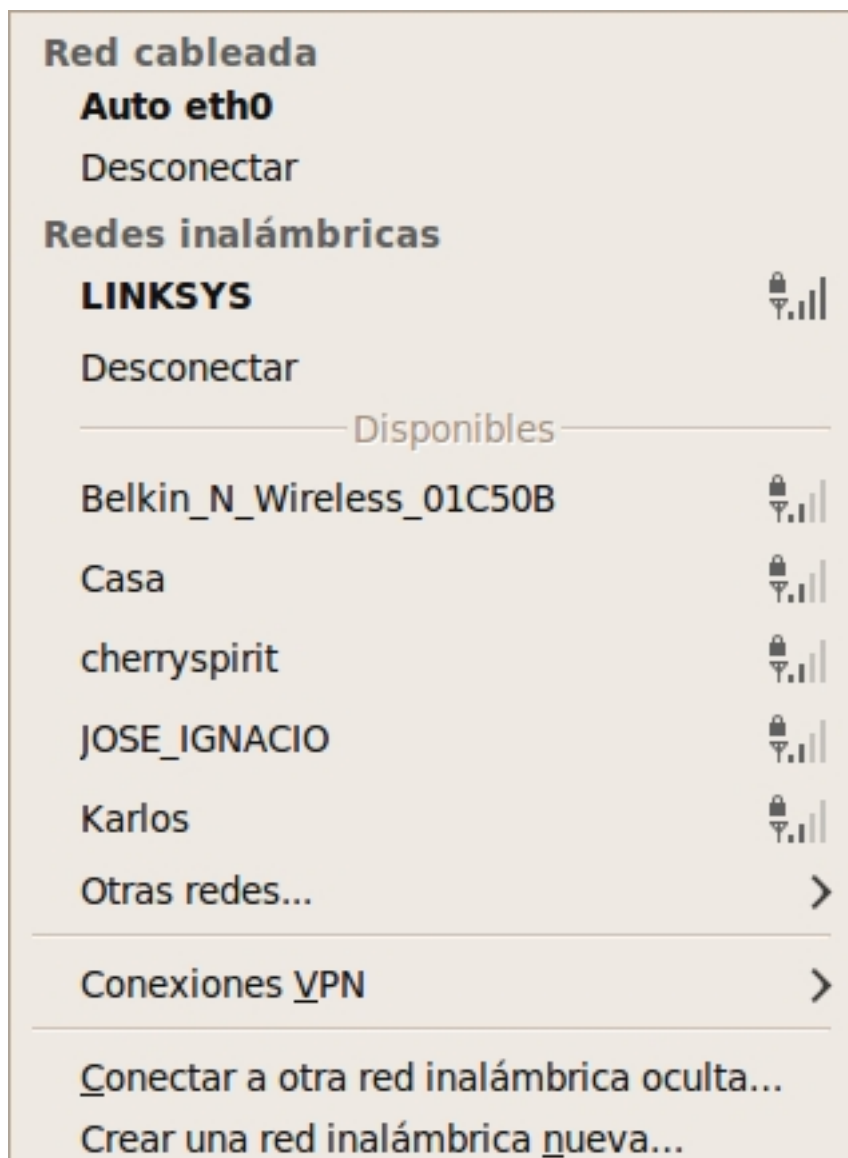 Red cableada
Auto eth0
Desconectar
Redes inalámbricas
LINKSYS
Desconectar
Disponibles
Belkin_N_Wireless_01C50B
Casa
cherryspirit
JOSE_IGNACIO
Karlos
Otras redes...
Conexiones VPN
Conectar a otra red inalámbrica oculta...
Crear una red inalámbrica nueva...